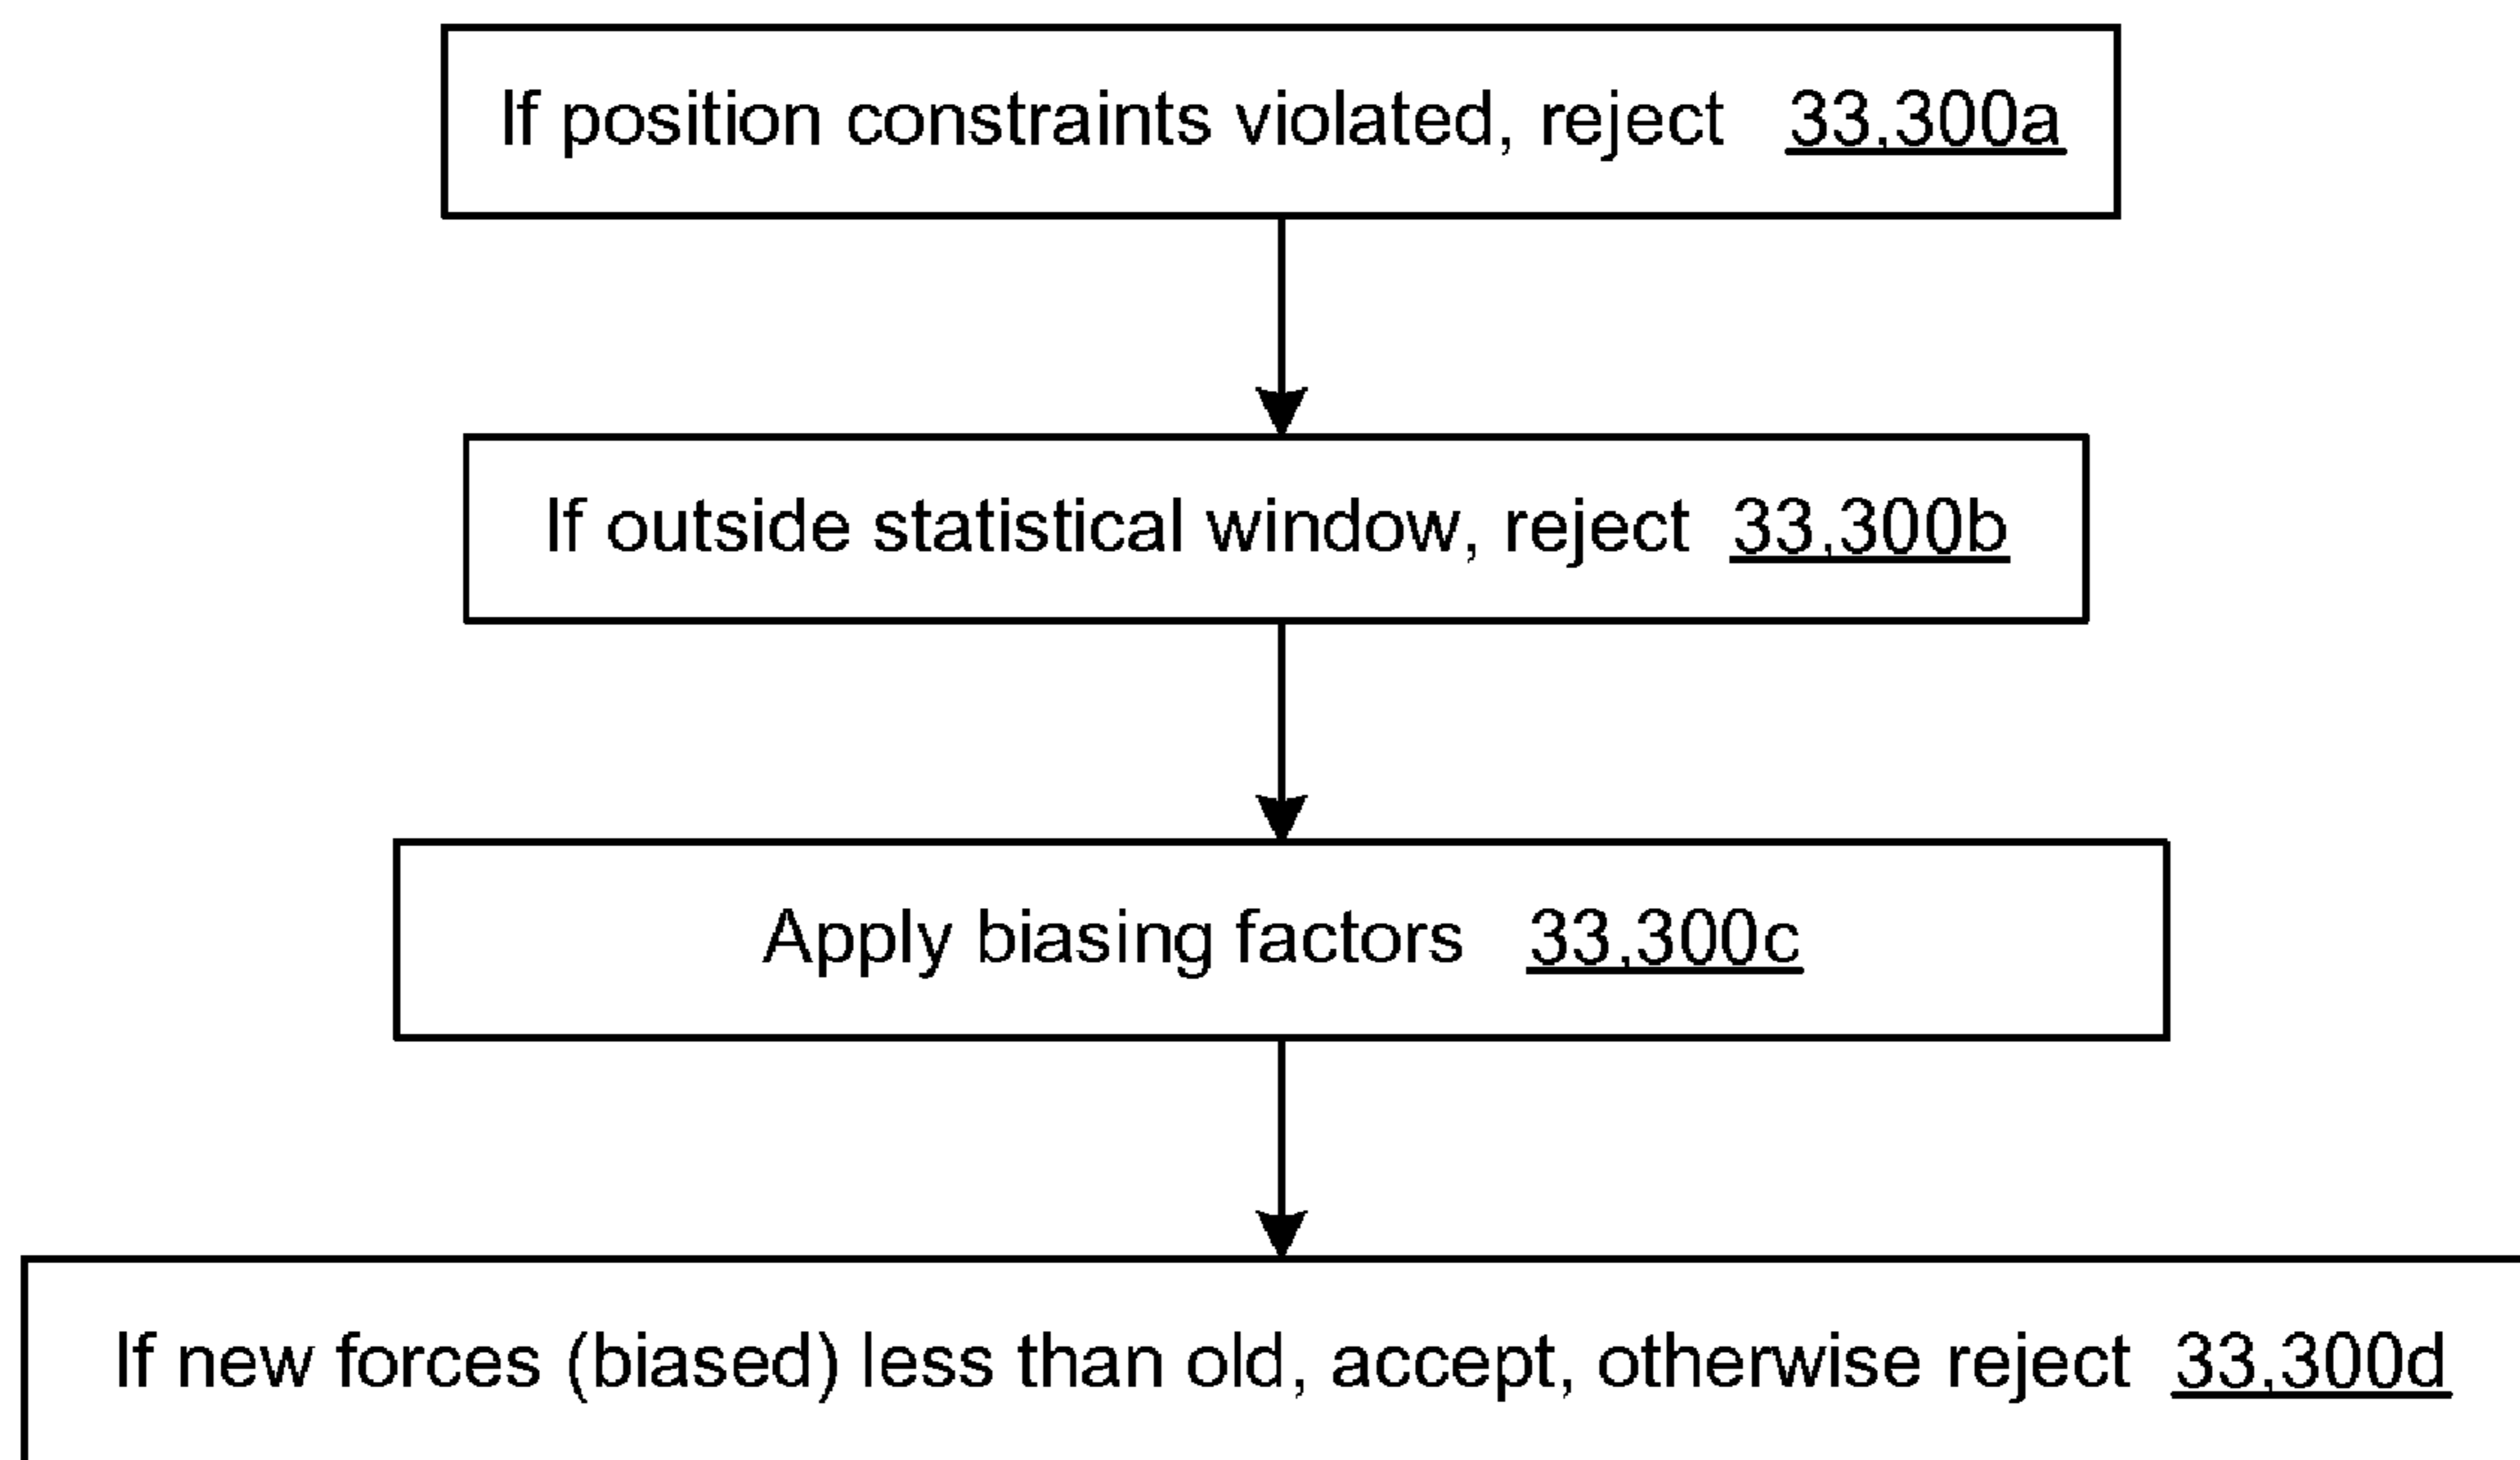 If position constraints violated, reject 33,300a
If outside statistical window, reject 33,300b
Apply biasing factors 33,300c
If new forces (biased) less than old, accept, otherwise reject 33,300d